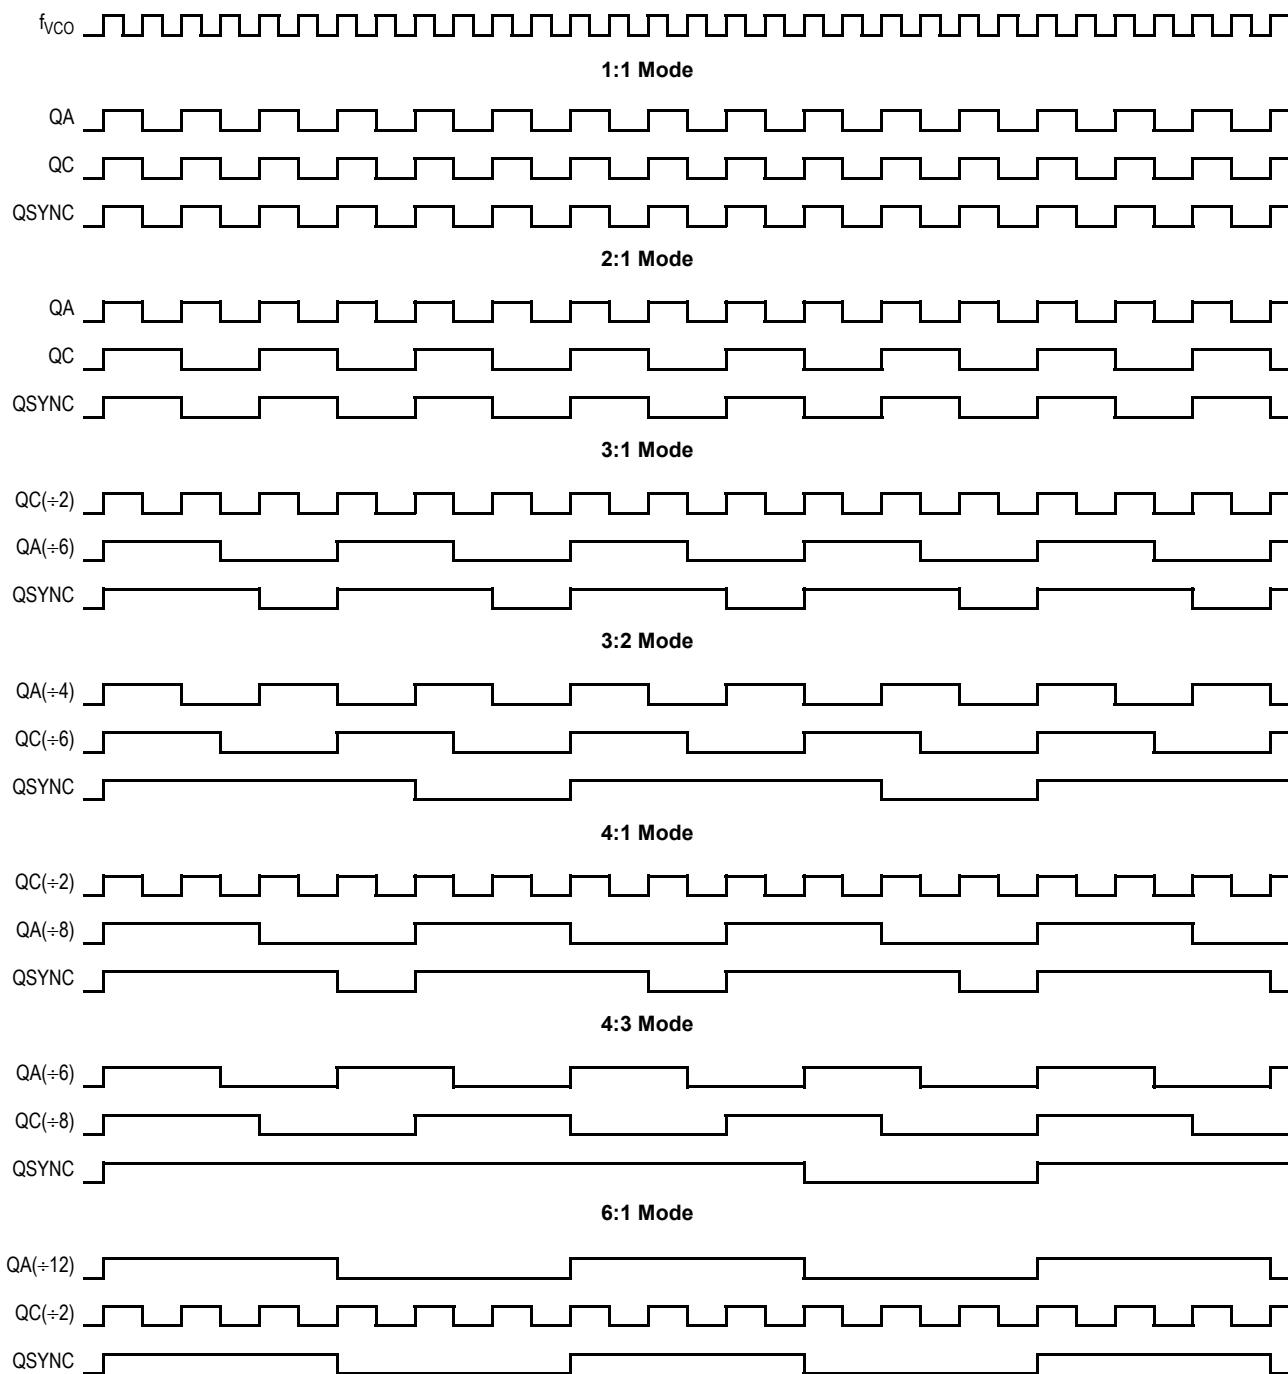 fVCO
1:1 Mode
QA
QC
QSYNC
2:1 Mode
QA
QC
QSYNC
3:1 Mode
QC(÷2)
QA(÷6)
QSYNC
3:2 Mode
QA(÷4)
QC(÷6)
QSYNC
4:1 Mode
QC(÷2)
QA(÷8)
QSYNC
4:3 Mode
QA(÷6)
QC(÷8)
QSYNC
6:1 Mode
QA(÷12)
QC(÷2)
QSYNC